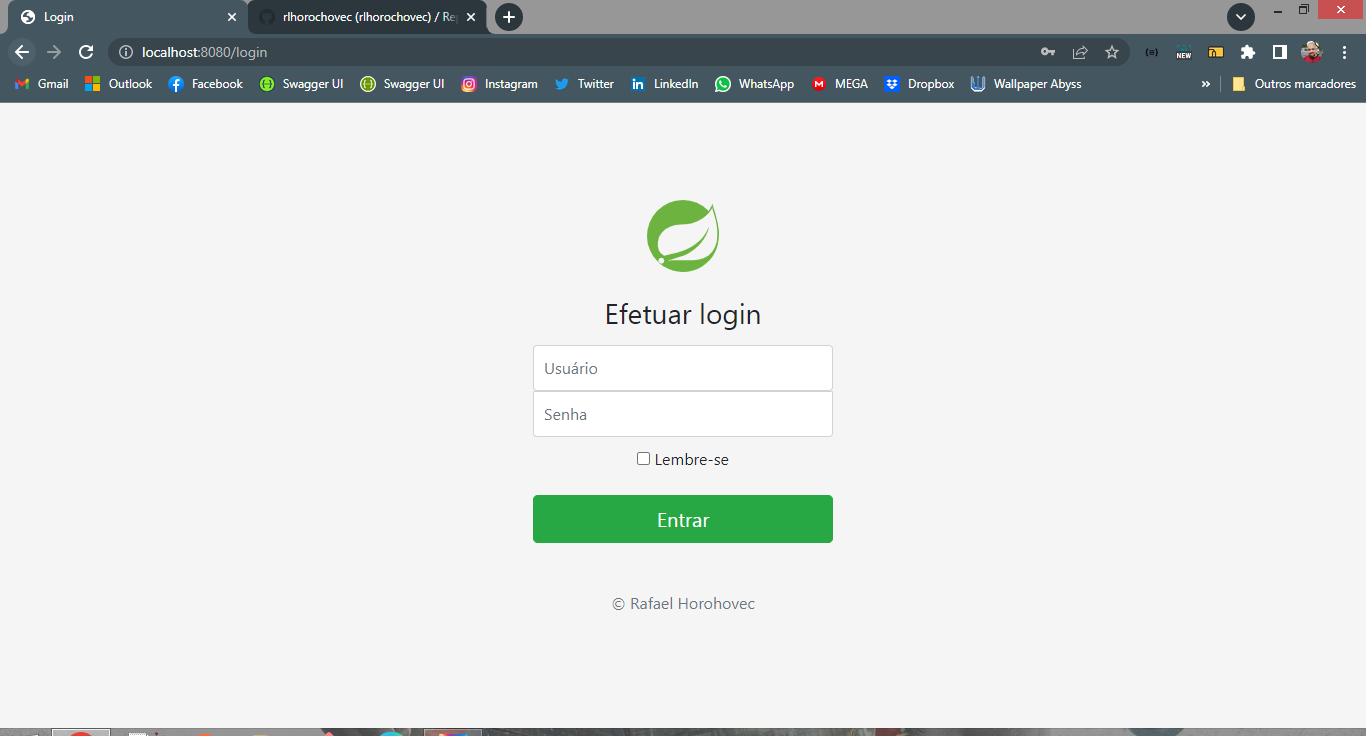 Login
rlhorochovec (rlhorochovec) / Re
localhost:8080/login
NEW
Gmail Outlook Facebook Swagger UI Swagger UI Instagram Twitter LinkedIn WhatsApp MEGA Dropbox Wallpaper Abyss » Outros marcadores
Efetuar login
Usuário
Senha
Lembre-se
Entrar
© Rafael Horohovec